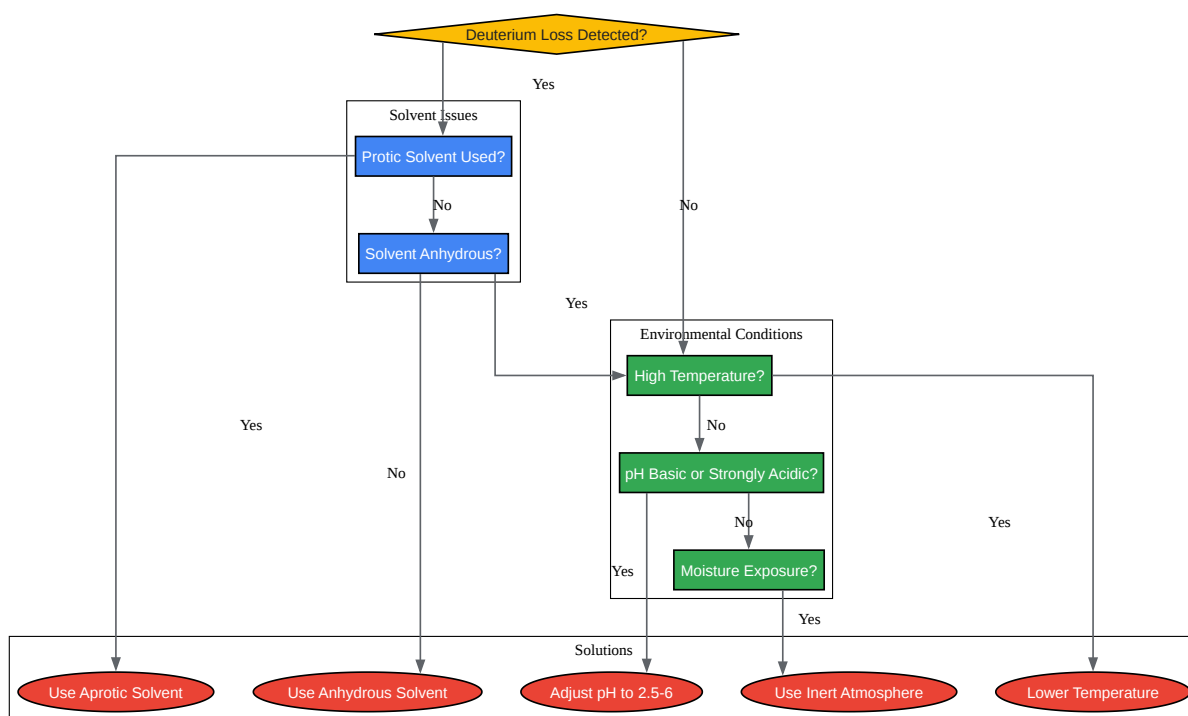 Deuterium Loss Detected?
Yes
Solvent Issues
Protic Solvent Used?
No
No
Solvent Anhydrous?
Yes
Environmental Conditions
High Temperature?
Yes
No
No
pH Basic or Strongly Acidic?
No
Yes
Yes
Moisture Exposure?
Yes
Solutions
Use Aprotic Solvent
Use Anhydrous Solvent
Adjust pH to 2.5-6
Use Inert Atmosphere
Lower Temperature